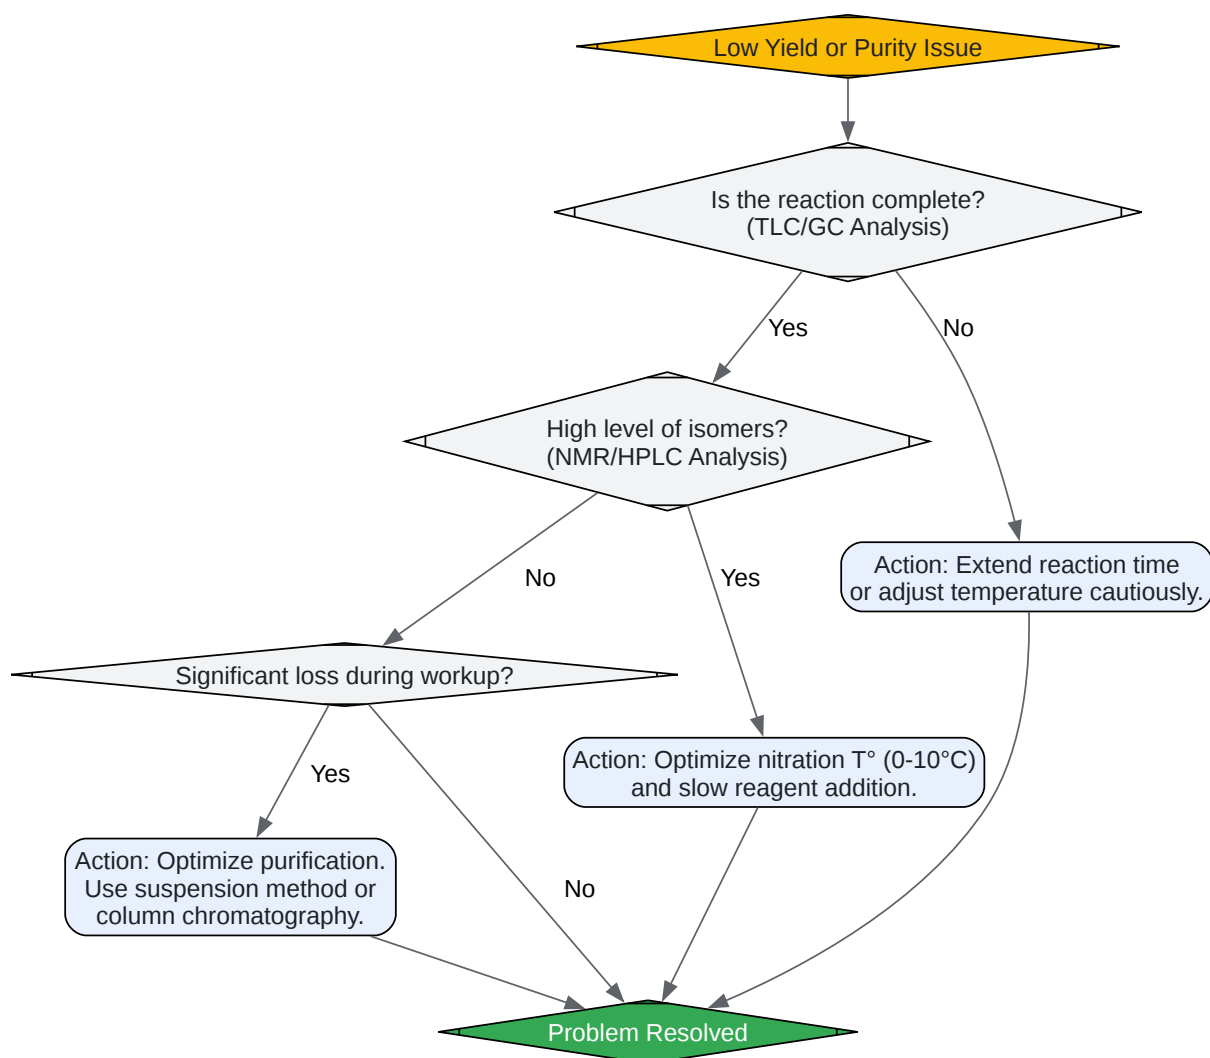 Low Yield or Purity Issue
Is the reaction complete?
(TLC/GC Analysis)
Yes
No
High level of isomers?
(NMR/HPLC Analysis)
No
Yes
Action: Extend reaction time
or adjust temperature cautiously.
Significant loss during workup?
Yes
Action: Optimize nitration T° (0-10°C)
and slow reagent addition.
Action: Optimize purification.
Use suspension method or
column chromatography.
No
Problem Resolved